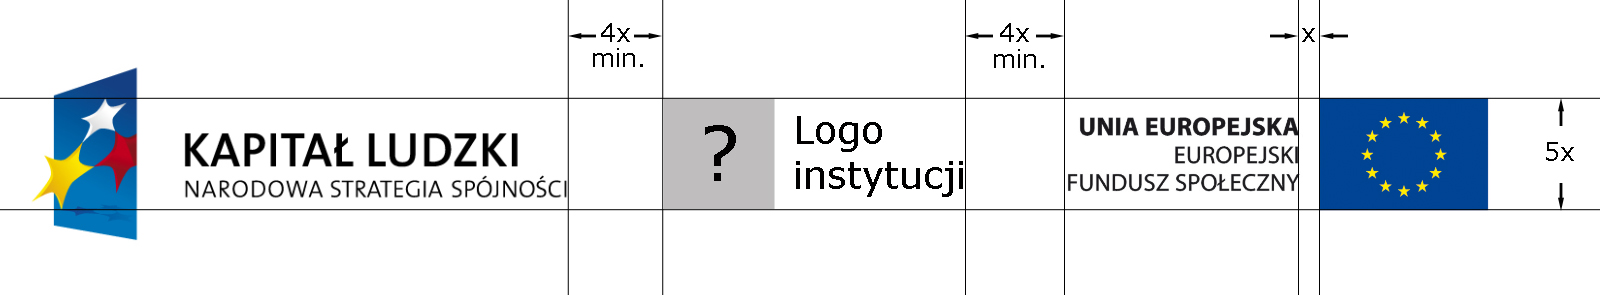 4x
min.
4x
min.
x
KAPITAŁ LUDZKI
NARODOWA STRATEGIA SPÓJNOŚCI
?
Logo
instytucji
UNIA EUROPEJSKA
EUROPEJSKI
FUNDUSZ SPOŁECZNY
5x